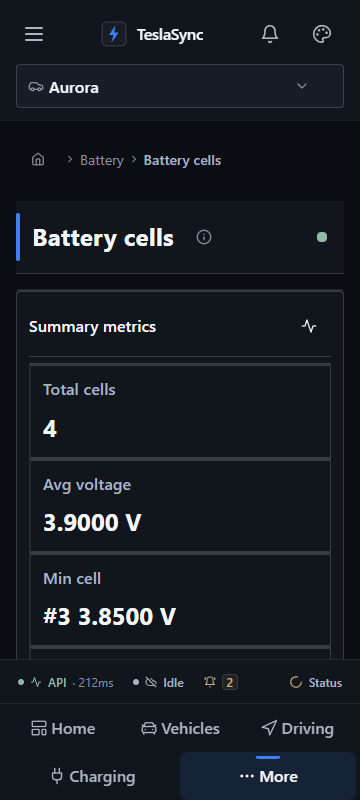 TeslaSync
Aurora
Battery Battery cells
Battery cells
Summary metrics
Total cells
4
Avg voltage
3.9000 V
Min cell
#3 3.8500 V
API · 212ms Idle 2 Status
Home Vehicles Driving
Charging More